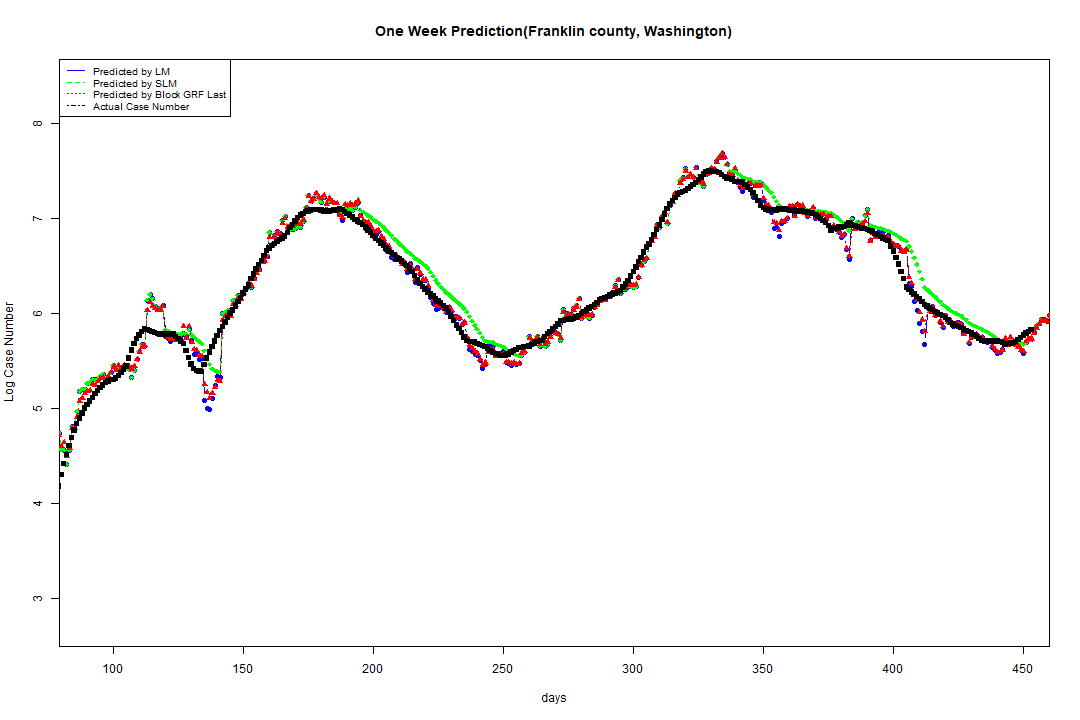 One Week Prediction(Franklin county, Washington)
Predicted by LM
Predicted by SLM
Predicted by Block GRF Last
Actual Case Number
8
7
6
5
4
3
Log Case Number
100 150 200 250 300 350 400 450
days